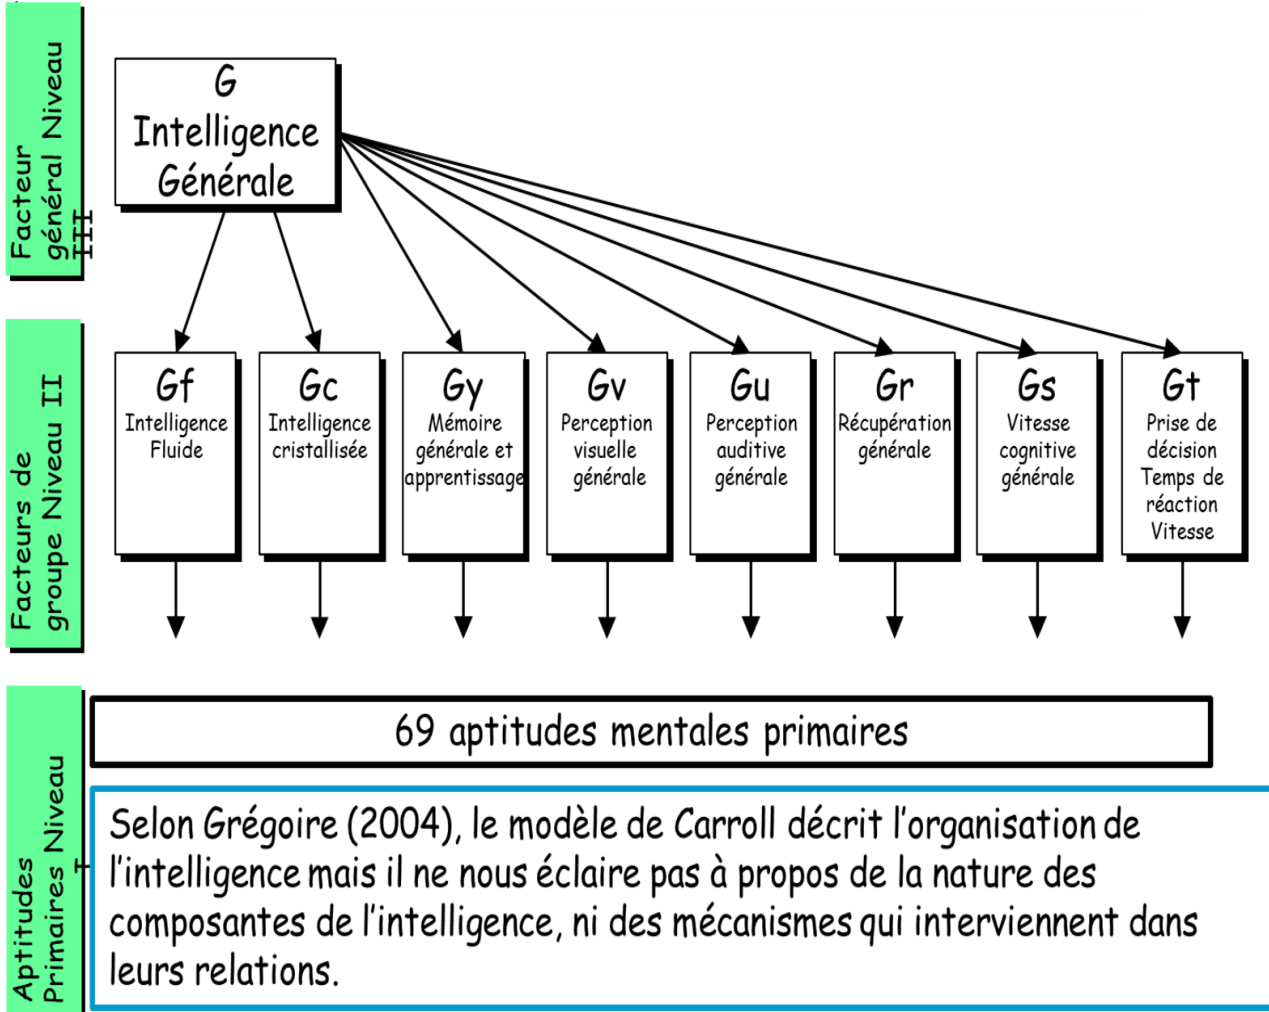 Facteur
général Niveau
III
G
Intelligence
Générale
Facteurs de
groupe Niveau II
Gf
Intelligence
Fluide
Gc
Intelligence
cristallisée
Gy
Mémoire
générale et
apprentissage
Gv
Perception
visuelle
générale
Gu
Perception
auditive
générale
Gr
Récupération
générale
Gs
Vitesse
cognitive
générale
Gt
Prise de
décision
Temps de
réaction
Vitesse
Aptitudes
Primaires Niveau
I
69 aptitudes mentales primaires
Selon Grégoire (2004), le modèle de Carroll décrit l'organisation de
l'intelligence mais il ne nous éclaire pas à propos de la nature des
composantes de l'intelligence, ni des mécanismes qui interviennent dans
leurs relations.